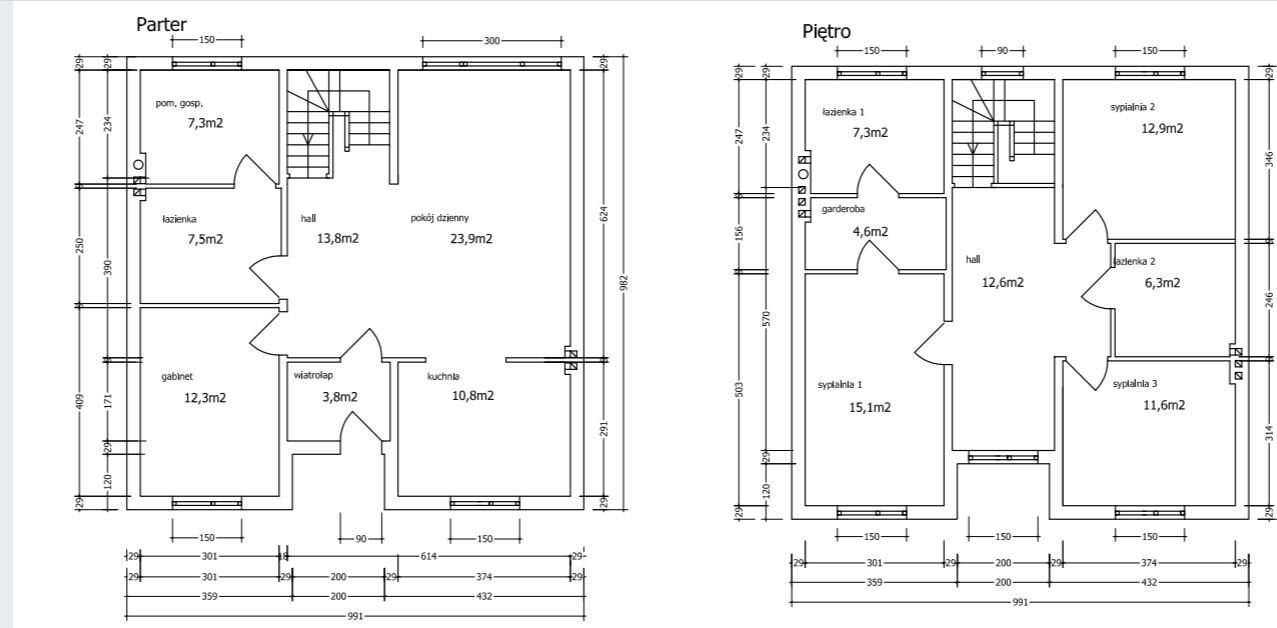 Parter
150
300
29
29
29
247
234
pom. gosp.
7,3m2
łazienka
7,5m2
hall
13,8m2
pokój dzienny
23,9m2
250
390
624
982
gabinet
12,3m2
wiatrołap
3,8m2
kuchnia
10,8m2
409
171
29
120
291
29
29
150
90
150
29
301
18
614
29
29
301
29
200
29
374
29
359
200
432
991
Piętro
150
90
150
29
29
29
247
234
łazienka 1
7,3m2
sypialnia 2
12,9m2
346
garderoba
4,6m2
156
hall
12,6m2
łazienka 2
6,3m2
246
570
503
sypialnia 1
15,1m2
sypialnia 3
11,6m2
314
29
120
29
29
150
150
150
29
301
29
200
29
374
29
359
200
432
991